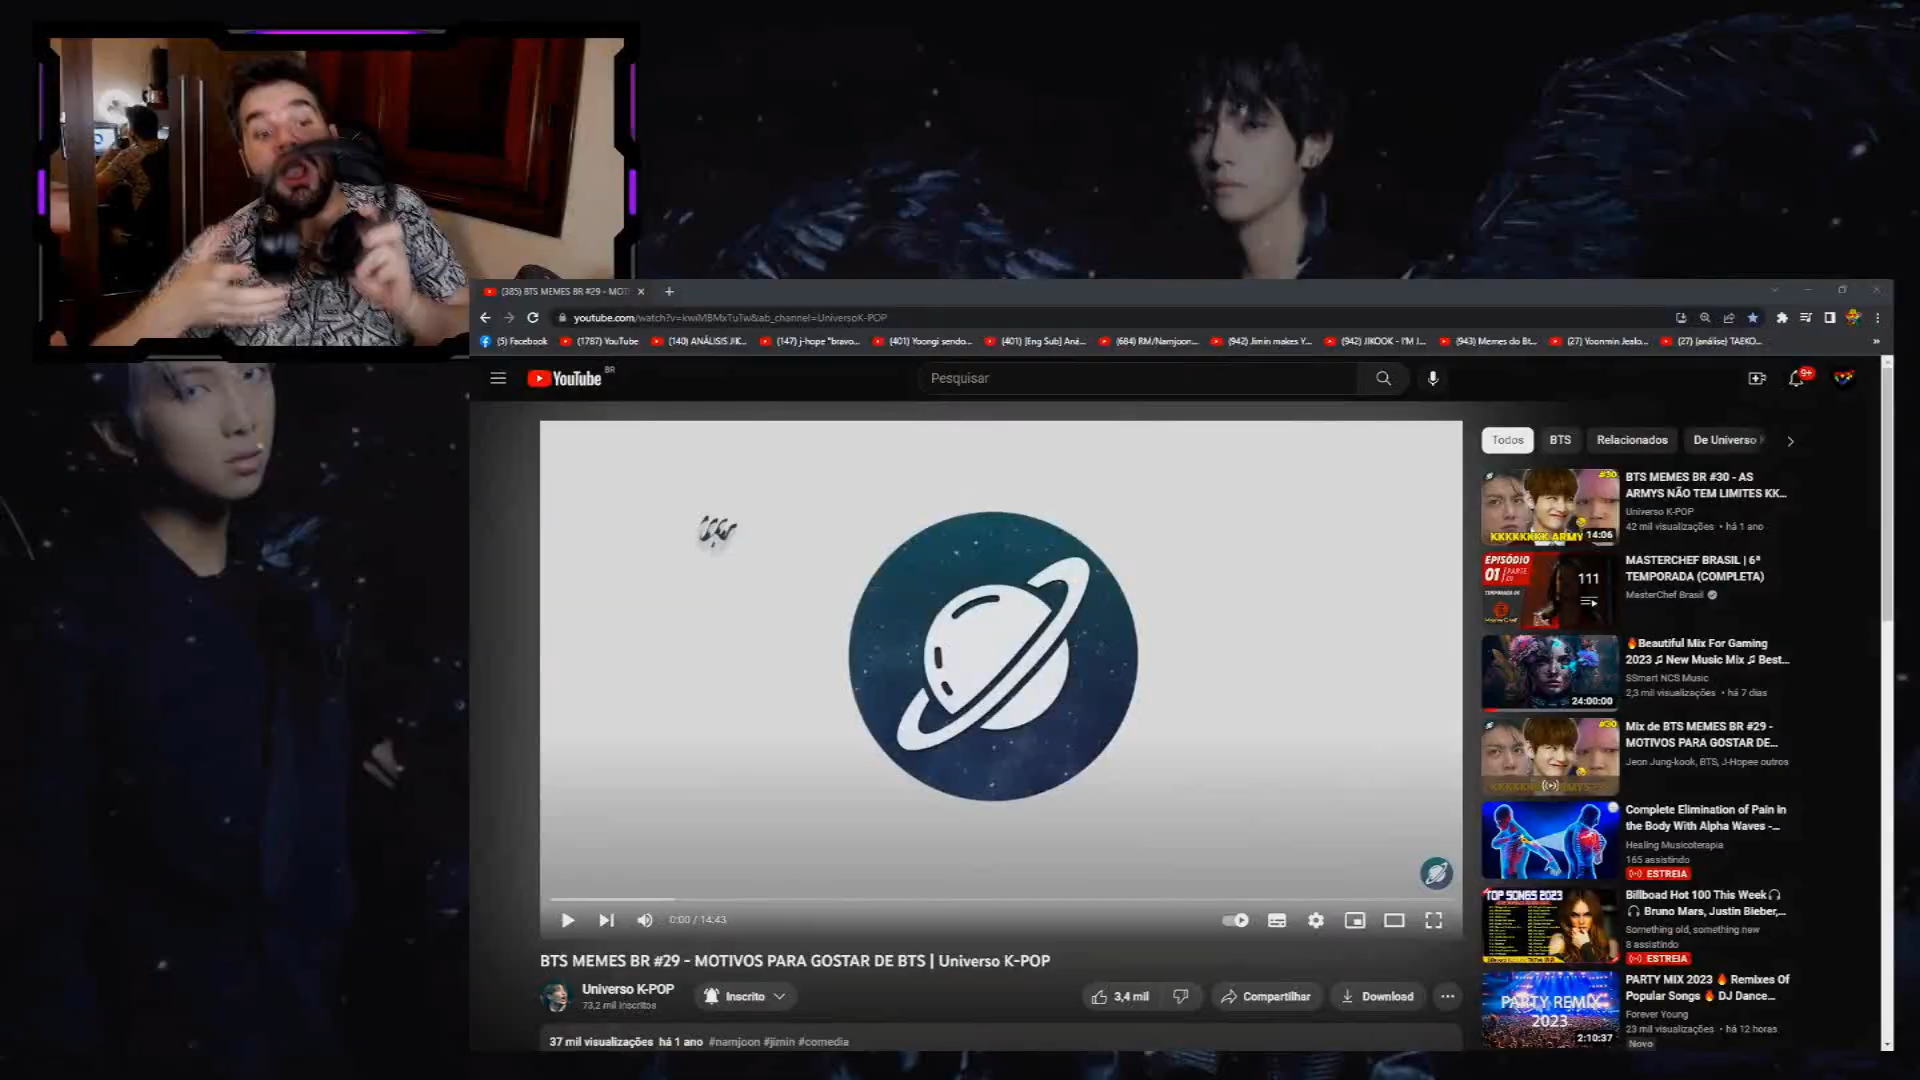 (385) BTS MEMES BR #29 - MOT
youtube.com/watch?v=kwiMBMxTuTw&ab_channel=UniversoK-POP
(5) Facebook
(1787) YouTube
(140) ANÁLISIS JIK...
(147) j-hope "bravo...
(401) Yoongi sendo...
(401) [Eng Sub] Aná...
(684) RM/Namjoon...
(942) Jimin makes Y...
(942) JIKOOK - I'M J...
(943) Memes do Bt...
(27) Yoonmin Jealo...
(27) (análise) TAEKO...
»
YouTube BR
Pesquisar
9+
Todos
BTS
Relacionados
De Universo K
#30
KKKKKKKK ARMY
14:06
BTS MEMES BR #30 - AS
ARMYS NÃO TEM LIMITES KK...
Universo K-POP
42 mil visualizações • há 1 ano
EPISÓDIO
01
111
MASTERCHEF BRASIL | 6ª
TEMPORADA (COMPLETA)
MasterChef Brasil
24:00:00
🔥Beautiful Mix For Gaming
2023 ♫ New Music Mix ♫ Best...
SSmart NCS Music
2,3 mil visualizações • há 7 dias
#30
Mix de BTS MEMES BR #29 -
MOTIVOS PARA GOSTAR DE...
Jeon Jung-kook, BTS, J-Hopee outros
Complete Elimination of Pain in
the Body With Alpha Waves -...
Healing Musicoterapia
165 assistindo
ESTREIA
TOP SONGS 2023
Billboad Hot 100 This Week🎧
🎧 Bruno Mars, Justin Bieber,...
Something old, something new
8 assistindo
ESTREIA
PARTY REMIX
2023
2:10:37
PARTY MIX 2023 🔥 Remixes Of
Popular Songs 🔥 DJ Dance...
Forever Young
23 mil visualizações • há 12 horas
Novo
0:00 / 14:43
BTS MEMES BR #29 - MOTIVOS PARA GOSTAR DE BTS | Universo K-POP
Universo K-POP
73,2 mil inscritos
Inscrito
3,4 mil
Compartilhar
Download
37 mil visualizações há 1 ano #namjoon #jimin #comedia